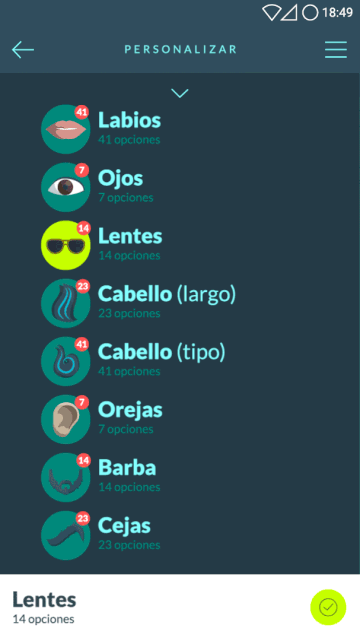 18:49
PERSONALIZAR
41
Labios
41 opciones
7
Ojos
7 opciones
14
Lentes
14 opciones
23
Cabello (largo)
23 opciones
41
Cabello (tipo)
41 opciones
7
Orejas
7 opciones
14
Barba
14 opciones
23
Cejas
23 opciones
Lentes
14 opciones